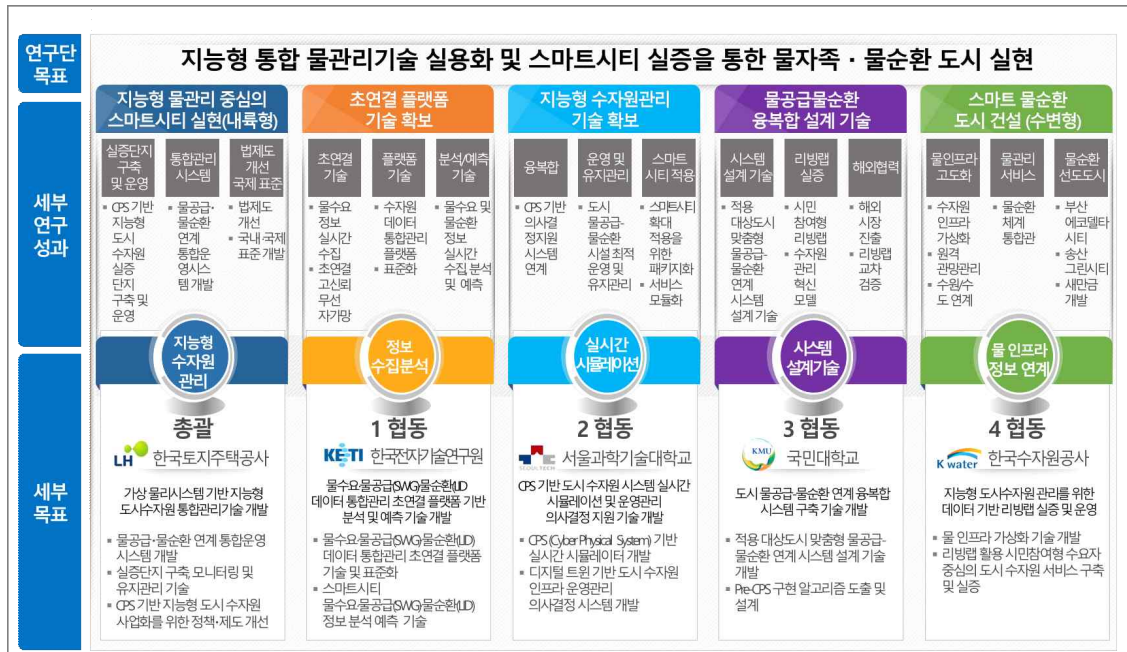 연구단
목표
지능형 통합 물관리기술 실용화 및 스마트시티 실증을 통한 물자족·물순환 도시 실현
세부
연구
성과
지능형 물관리 중심의
스마트시티 실현(내륙형)
실증단지
구축
및 운영
통합관리
시스템
법제도
개선
국제 표준
▪ CPS 기반
지능형
도시
수자원
실증
단지
구축 및
운영
▪ 물공급·
물순환
연계
통합운
영시스
템 개발
▪ 법제도
개선
▪ 국내 국제
표준 개발
지능형
수자원
관리
초연결 플랫폼
기술 확보
초연결
기술
플랫폼
기술
분석/예측
기술
▪ 물수요
정보
실시간
수집
▪ 초연결
고신뢰
무선
자가망
▪ 수자원
데이터
통합관리
플랫폼
▪ 표준화
▪ 물수요 및
물순환
정보
실시간
수집, 분석
및 예측
정보
수집분석
지능형 수자원관리
기술 확보
융복합
운영 및
유지관리
스마트
시티 적용
▪ CPS 기반
의사결
정지원
시스템
연계
▪ 도시
물공급-
물순환
시설 최적
운영 및
유지관리
▪ 스마트시티
확대
적용을
위한
패키지화
▪ 서비스
모듈화
실시간
시뮬레이션
물공급물순환
융복합 설계 기술
시스템
설계 기술
리빙랩
실증
해외협력
▪ 적용
대상도시
맞춤형
물공급-
물순환
연계
시스템
설계 기술
▪ 시민
참여형
리빙랩
▪ 수자원
관리
혁신
모델
▪ 해외
시장
진출
▪ 리빙랩
교차
검증
시스템
설계기술
스마트 물순환
도시 건설 (수변형)
물인프라
고도화
물관리
서비스
물순환
선도도시
▪ 수자원
인프라
가상화
▪ 원격
관망관리
▪ 수원/수
도 연계
▪ 물순환
체계
통합관
▪ 부산
에코델타
시티
▪ 송산
그린시티
▪ 새만금
개발
물 인프라
정보 연계
세부
목표
총괄
LH 한국토지주택공사
가상 물리시스템 기반 지능형
도시수자원 통합관리기술 개발
▪ 물공급·물순환 연계 통합운영
시스템 개발
▪ 실증단지 구축, 모니터링 및
유지관리 기술
▪ CPS 기반 지능형 도시 수자원
사업화를 위한 정책·제도 개선
1 협동
KETI 한국전자기술연구원
물수요·물공급(SWG)·물순환(LID)
데이터 통합관리 초연결 플랫폼 기반
분석 및 예측 기술 개발
▪ 물수요·물공급(SWG)·물순환(LID)
데이터 통합관리 초연결 플랫폼
기술 및 표준화
▪ 스마트시티
물수요·물공급(SWG)·물순환(LID)
정보 분석 예측 기술
2 협동
SEOULTECH 서울과학기술대학교
CPS 기반 도시 수자원 시스템 실시간
시뮬레이션 및 운영관리
의사결정 지원 기술 개발
▪ CPS (Cyber Physical System) 기반
실시간 시뮬레이터 개발
▪ 디지털 트윈 기반 도시 수자원
인프라 운영관리
의사결정 시스템 개발
3 협동
KMU 국민대학교
도시 물공급-물순환 연계 융복합
시스템 구축 기술 개발
▪ 적용 대상도시 맞춤형 물공급-
물순환 연계 시스템 설계 기술
개발
▪ Pre-CPS 구현 알고리즘 도출 및
설계
4 협동
K water 한국수자원공사
지능형 도시수자원 관리를 위한
데이터 기반 리빙랩 실증 및 운영
▪ 물 인프라 가상화 기술 개발
▪ 리빙랩 활용 시민참여형 수요자
중심의 도시 수자원 서비스 구축
및 실증